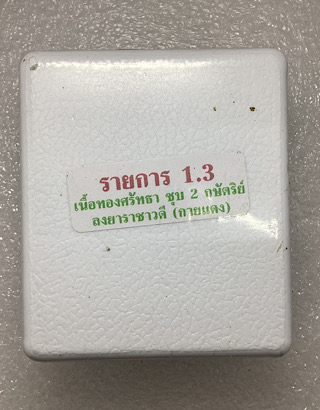 รายการ 1.3
เนื้อทองศรัทธา ชุบ 2 กษัตริย์
ลงยาราชาวดี (กายแดง)